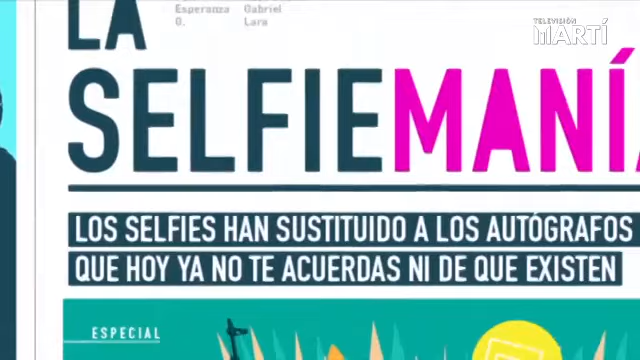 Esperanza Gabriel
O. Lara
TELEVISIÓN
MARTÍ
LA
SELFIEMANÍA
LOS SELFIES HAN SUSTITUIDO A LOS AUTÓGRAFOS
QUE HOY YA NO TE ACUERDAS NI DE QUE EXISTEN
ESPECIAL